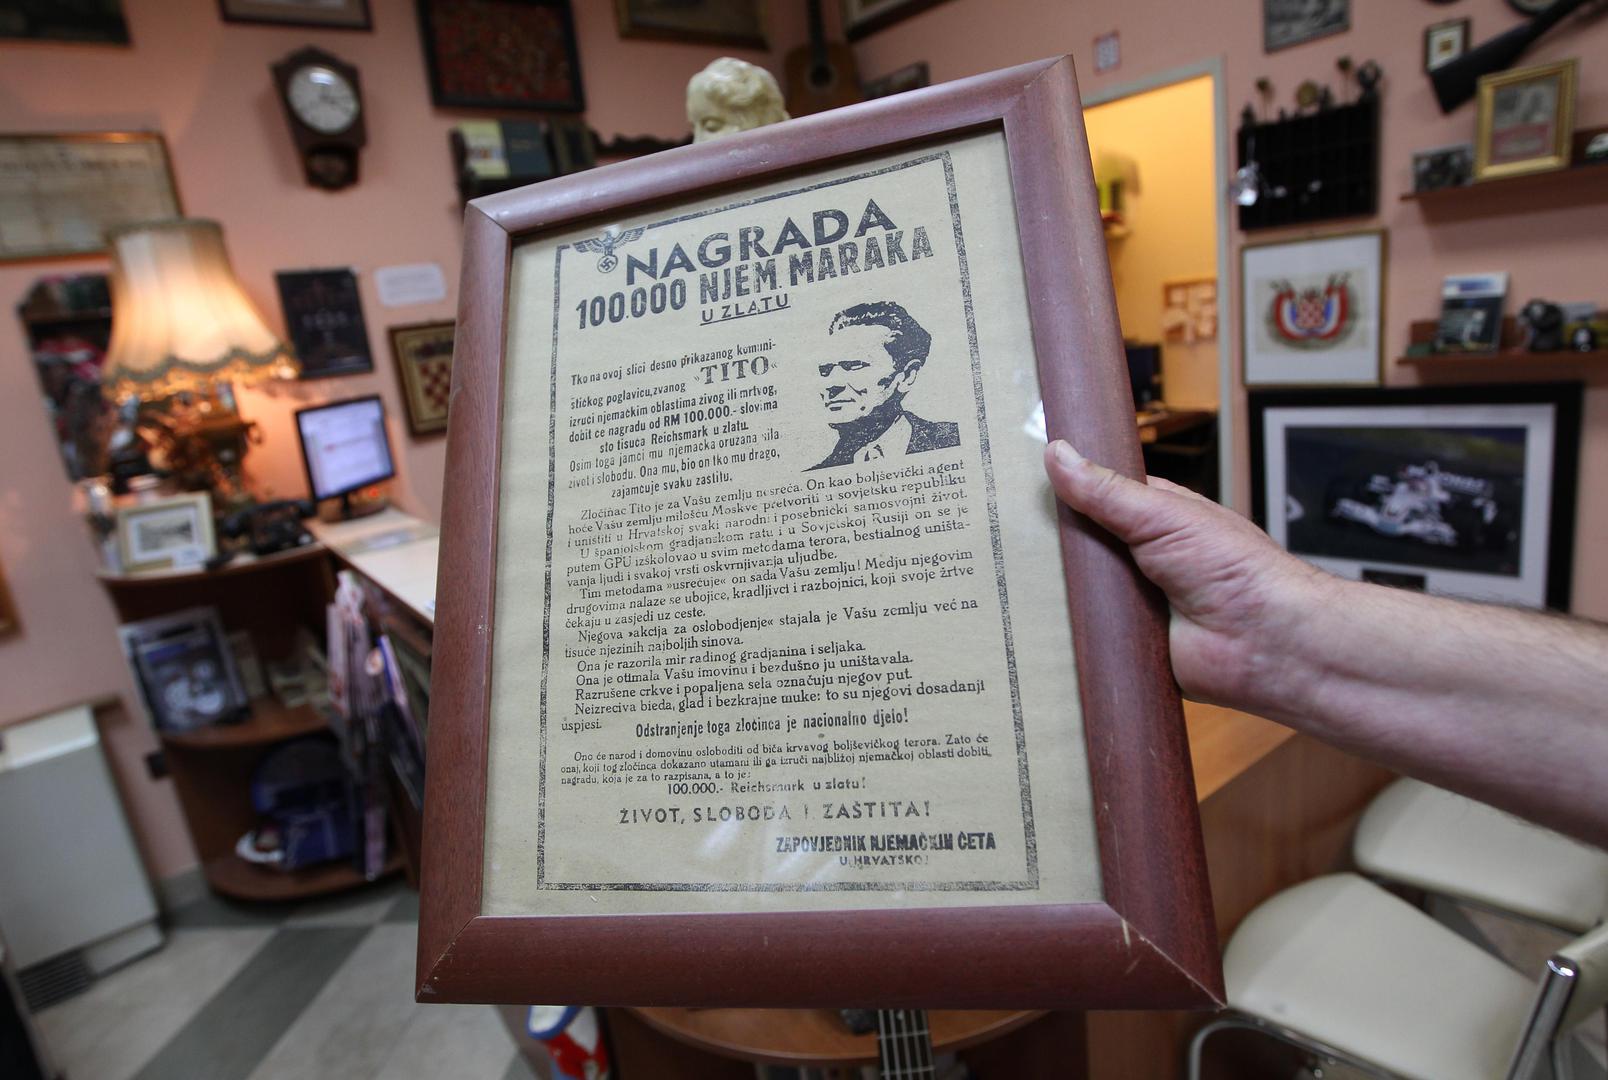 NAGRADA
100.000 NJEM. MARAKA
U ZLATU
Tko na ovoj slici desno prikazanog komuni-
stičkog poglavicu, zvanog »TITO«
izruči njemačkim oblastima živog ili mrtvog,
dobit će nagradu od RM 100.000.- slovima
sto tisuća Reichsmark u zlatu.
Osim toga jamči mu njemačka oružana sila
život i slobodu. Ona mu, bio on tko mu drago,
zajamčuje svaku zaštitu.
Zločinac Tito je za Vašu zemlju nesreća. On kao boljševički agent
hoće Vašu zemlju milošću Moskve pretvoriti u sovjetsku republiku
i uništiti u Hrvatskoj svaki narodni i posebnički samosvojni život.
U španjolskom gradjanskom ratu i u Sovjetskoj Rusiji on se je
putem GPU izškolovao u svim metodama terora, bestialnog uništa-
vanja ljudi i svakoj vrsti oskvrnjivanja uljudbe.
Tim metodama »usrećuje« on sada Vašu zemlju! Medju njegovim
drugovima nalaze se ubojice, kradljivci i razbojnici, koji svoje žrtve
čekaju u zasjedi uz ceste.
Njegova »akcija za oslobodjenje« stajala je Vašu zemlju već na
tisuće njezinih najboljih sinova.
Ona je razorila mir radinog gradjanina i seljaka.
Ona je otimala Vašu imovinu i bezdušno ju uništavala.
Razrušene crkve i popaljena sela označuju njegov put.
Neizreciva bieda, glad i bezkrajne muke: to su njegovi dosadanji
uspjesi.
Odstranjenje toga zločinca je nacionalno djelo!
Ono će narod i domovinu osloboditi od biča krvavog boljševičkog terora. Zato će
onaj, koji tog zločinca dokazano utamani ili ga izruči najbližoj njemačkoj oblasti dobiti,
nagradu, koja je za to razpisana, a to je:
100.000.- Reichsmark u zlatu!
ŽIVOT, SLOBODA I ZAŠTITA!
ZAPOVJEDNIK NJEMAČKIH ČETA
U HRVATSKOJ